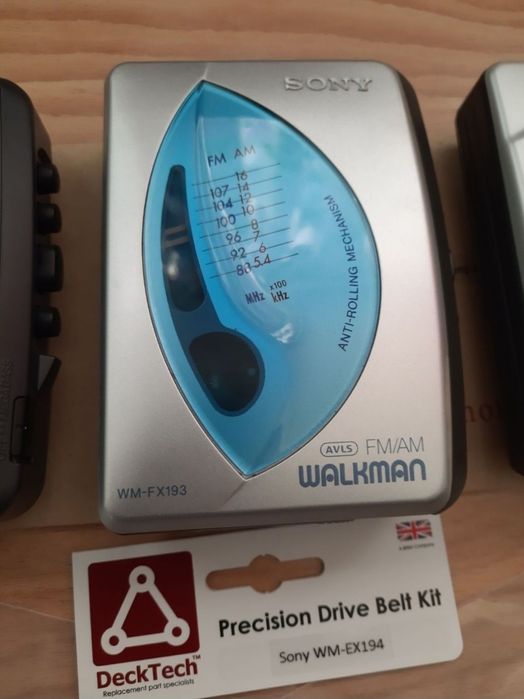 SONY
FM AM
16
107 14
104 12
100 10
96 8
92 7
88 6
5.4
x100
MHz kHz
ANTI-ROLLING MECHANISM
AVLS FM/AM
WALKMAN
WM-FX193
DeckTech™
Replacement part specialists
Precision Drive Belt Kit
Sony WM-EX194